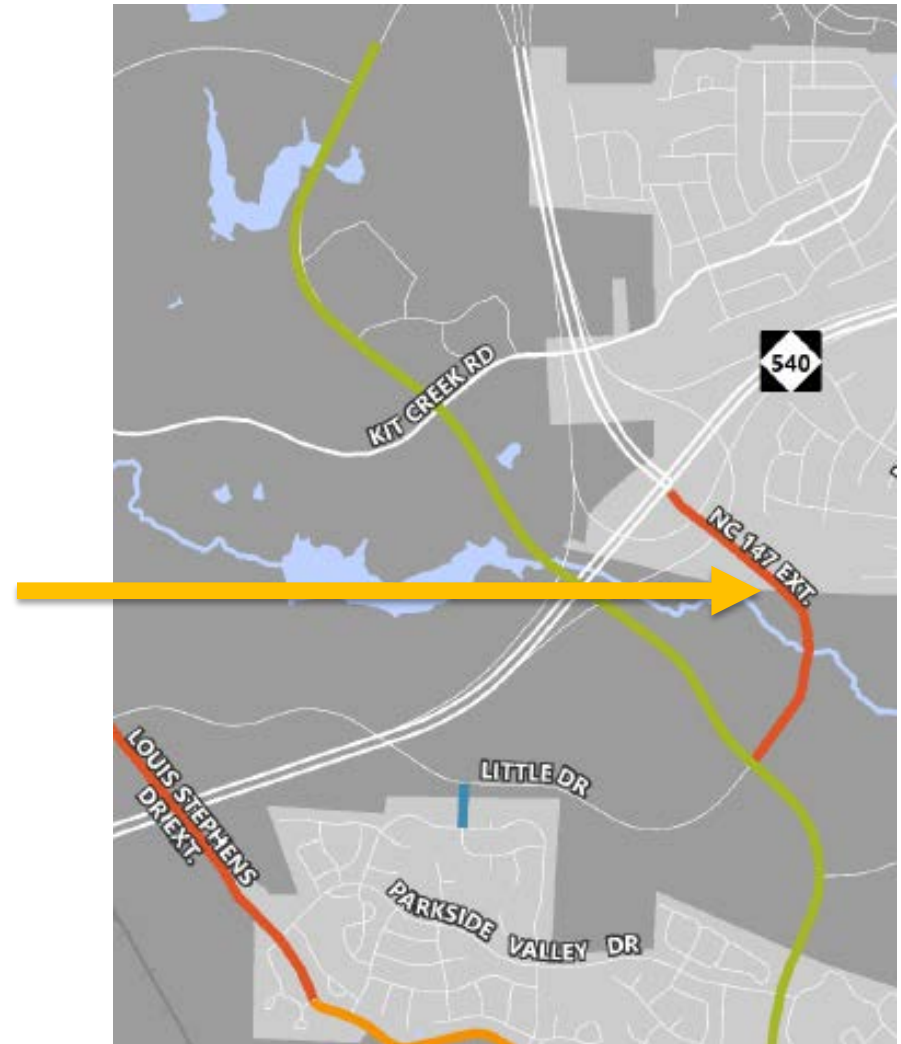 540
KIT CREEK RD
NC 147 EXT.
LOUIS STEPHENS
DR EXT.
LITTLE DR
PARKSIDE VALLEY DR